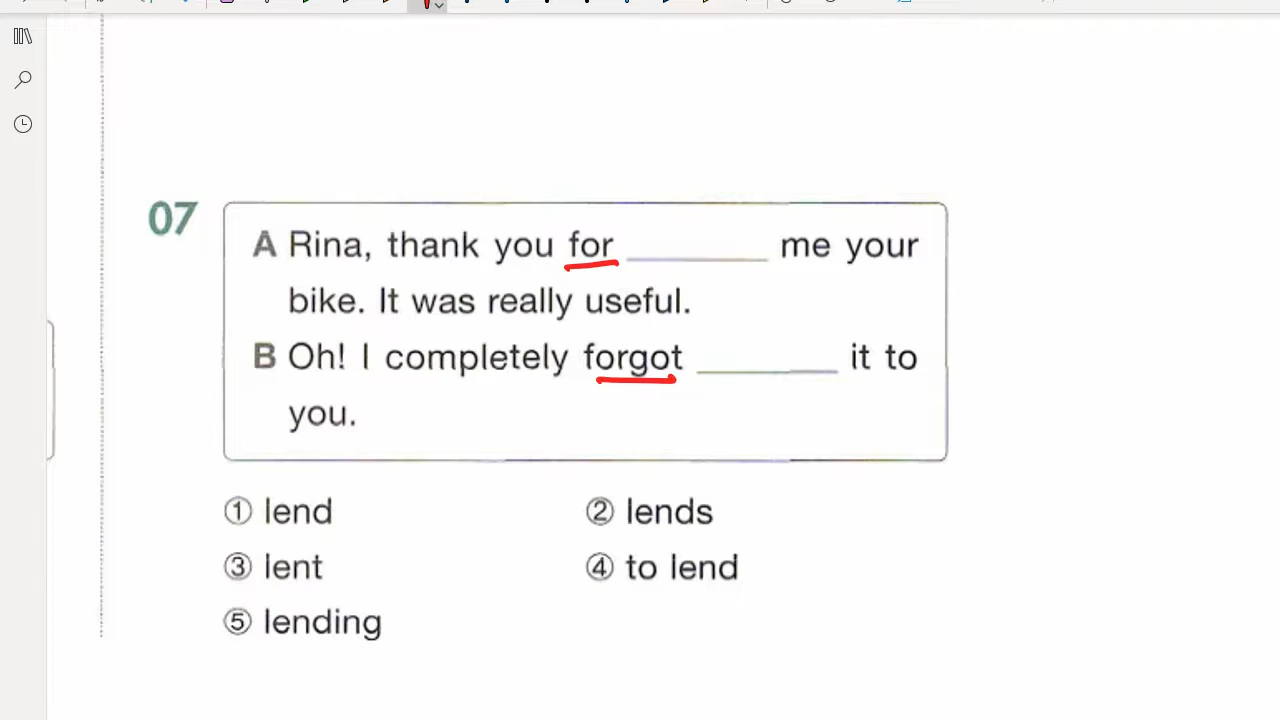 07
A Rina, thank you for ________ me your
bike. It was really useful.
B Oh! I completely forgot ________ it to
you.
① lend ② lends
③ lent ④ to lend
⑤ lending